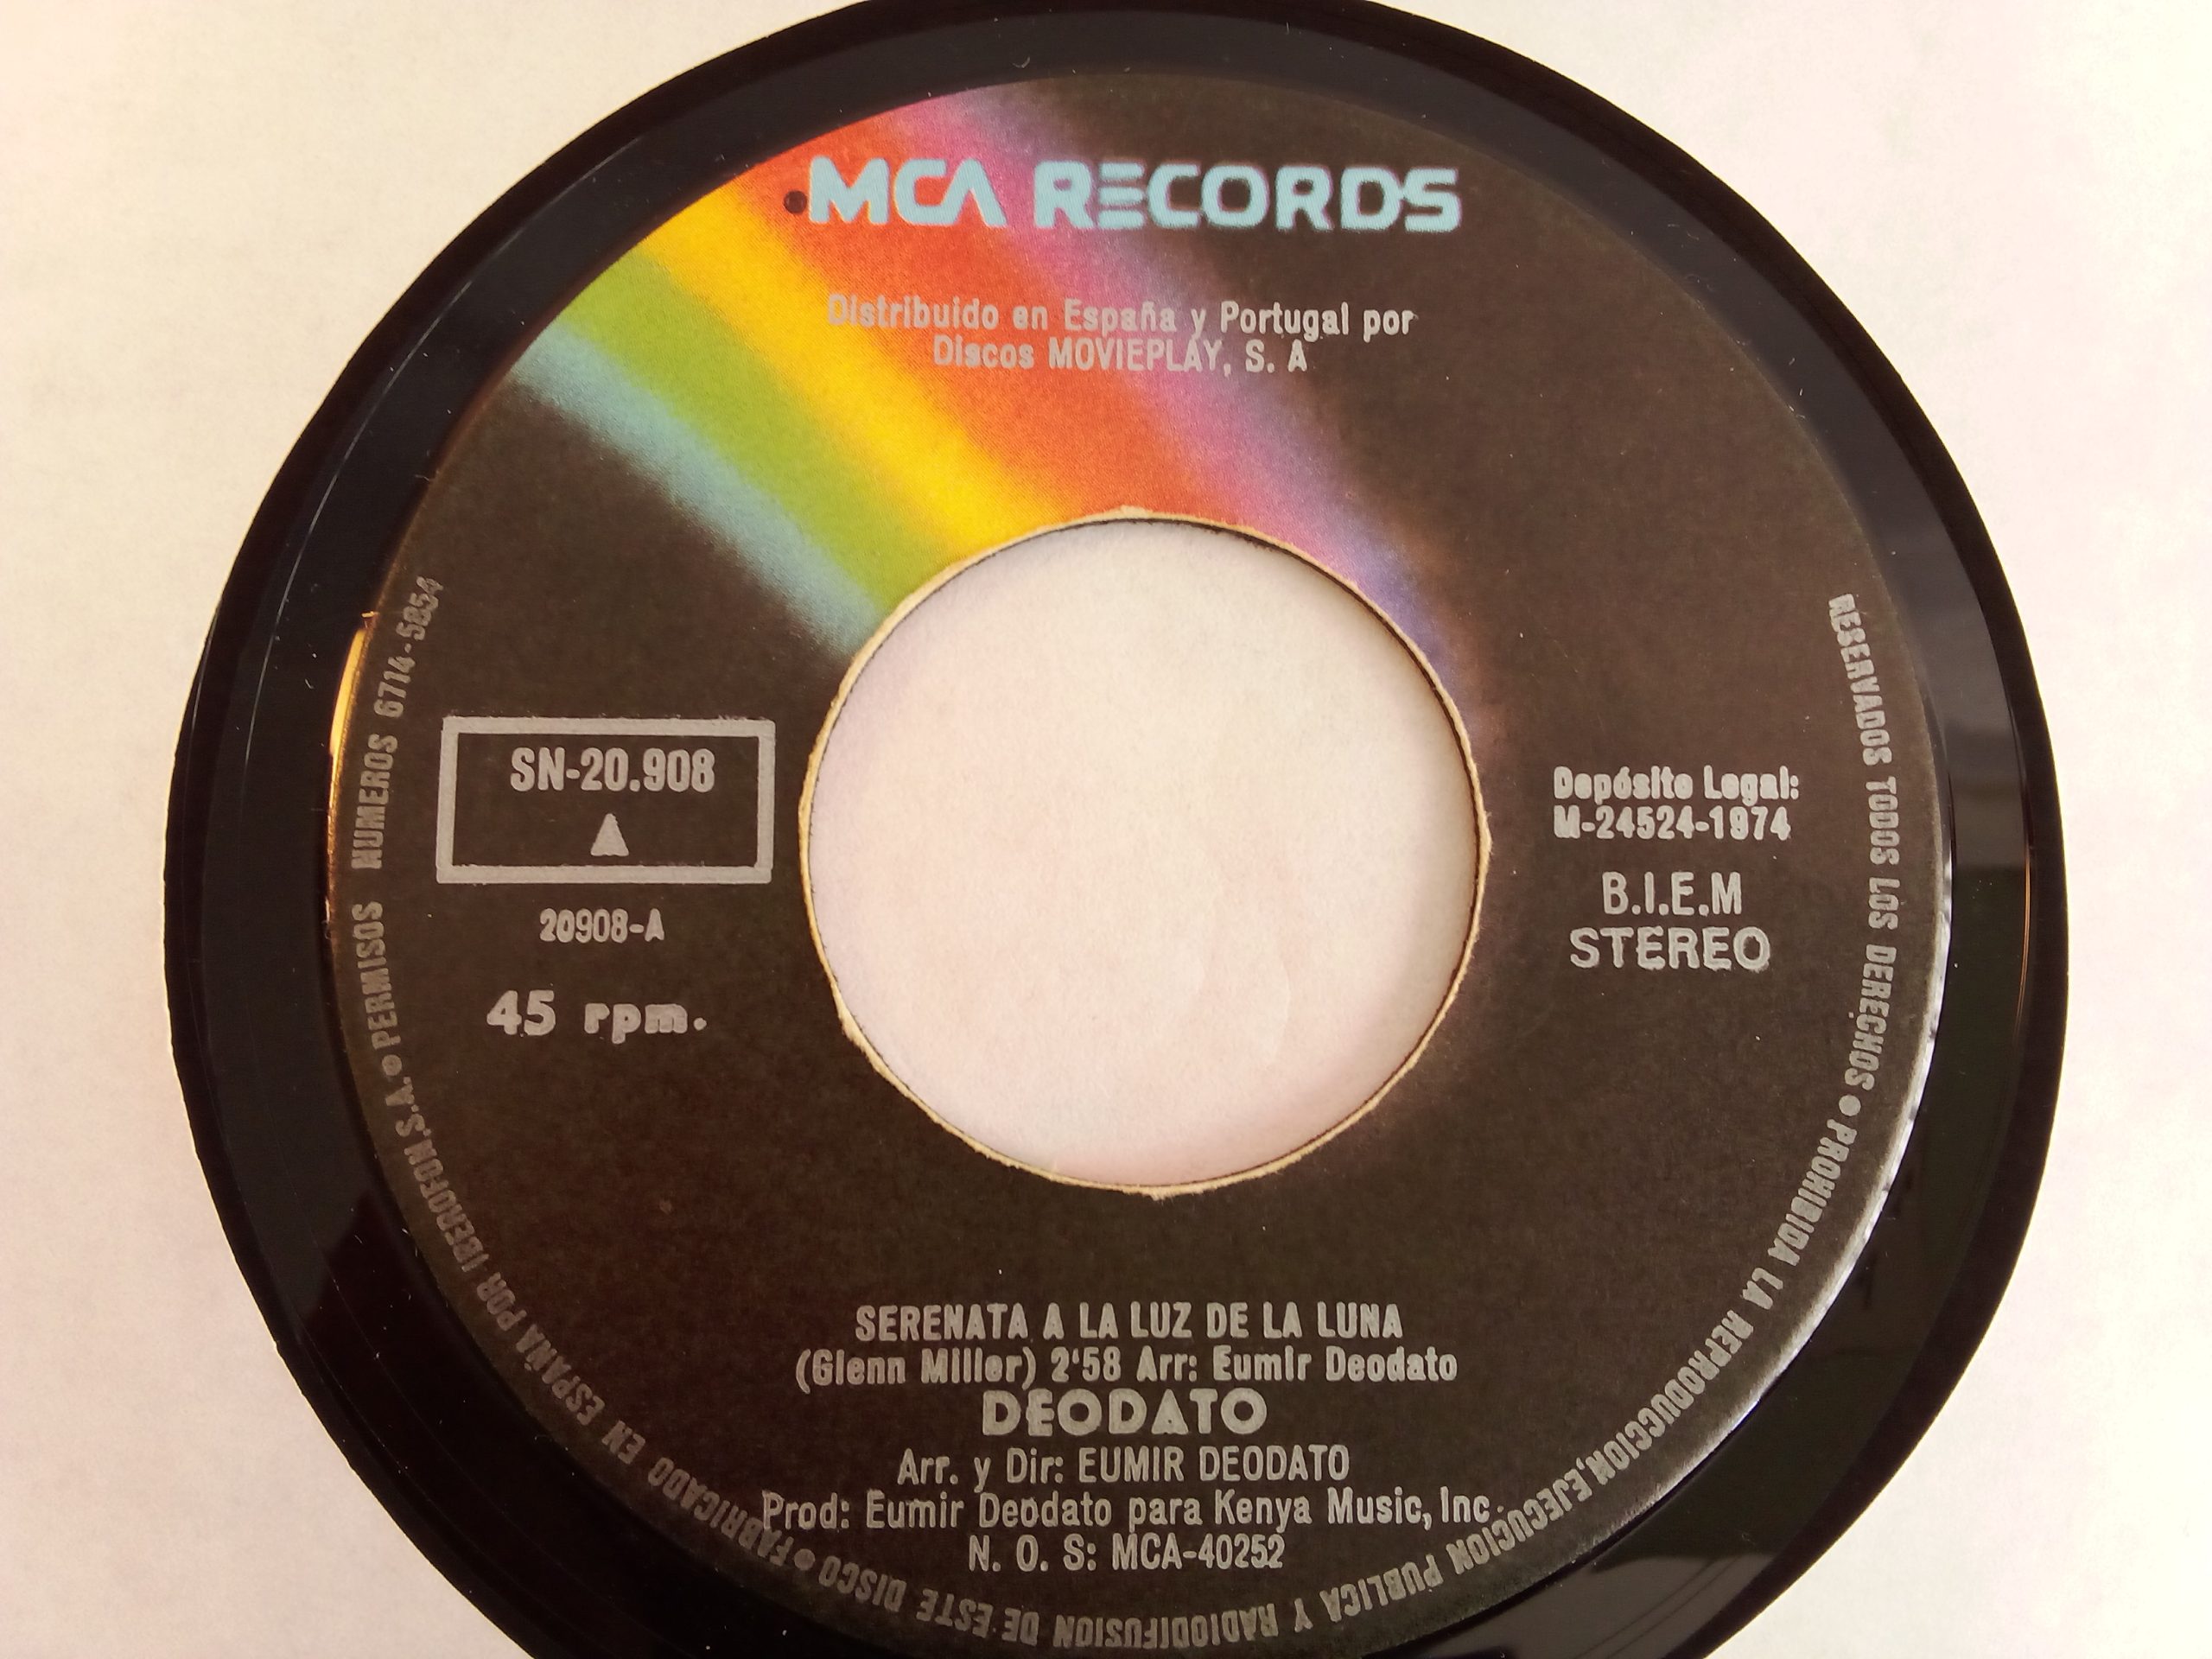 MCA RECORDS
Distribuido en España y Portugal por
Discos MOVIEPLAY, S. A
SN-20.908
20908-A
45 rpm.
Depósito Legal:
M-24524-1974
B.I.E.M
STEREO
SERENATA A LA LUZ DE LA LUNA
(Glenn Miller) 2'58 Arr: Eumir Deodato
DEODATO
Arr. y Dir: EUMIR DEODATO
Prod: Eumir Deodato para Kenya Music, Inc.
N. O. S: MCA-40252
RESERVADOS TODOS LOS DERECHOS ● PROHIBIDA LA REPRODUCCION, EJECUCION PUBLICA Y RADIODIFUSION DE ESTE DISCO ● FABRICADO EN ESPAÑA POR IBEROFON, S.A. ● PERMISOS NUMEROS 6714-5854